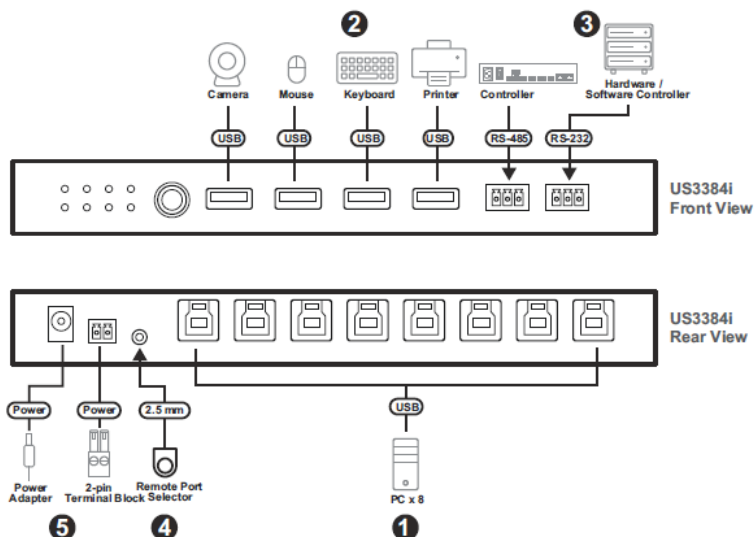 2
3
Camera
Mouse
Keyboard
Printer
Controller
Hardware /
Software Controller
USB
USB
USB
USB
RS-485
RS-232
US3384i
Front View
US3384i
Rear View
Power
Power
2.5 mm
USB
Power
Adapter
2-pin
Terminal Block
Remote Port
Selector
PC x 8
5
4
1